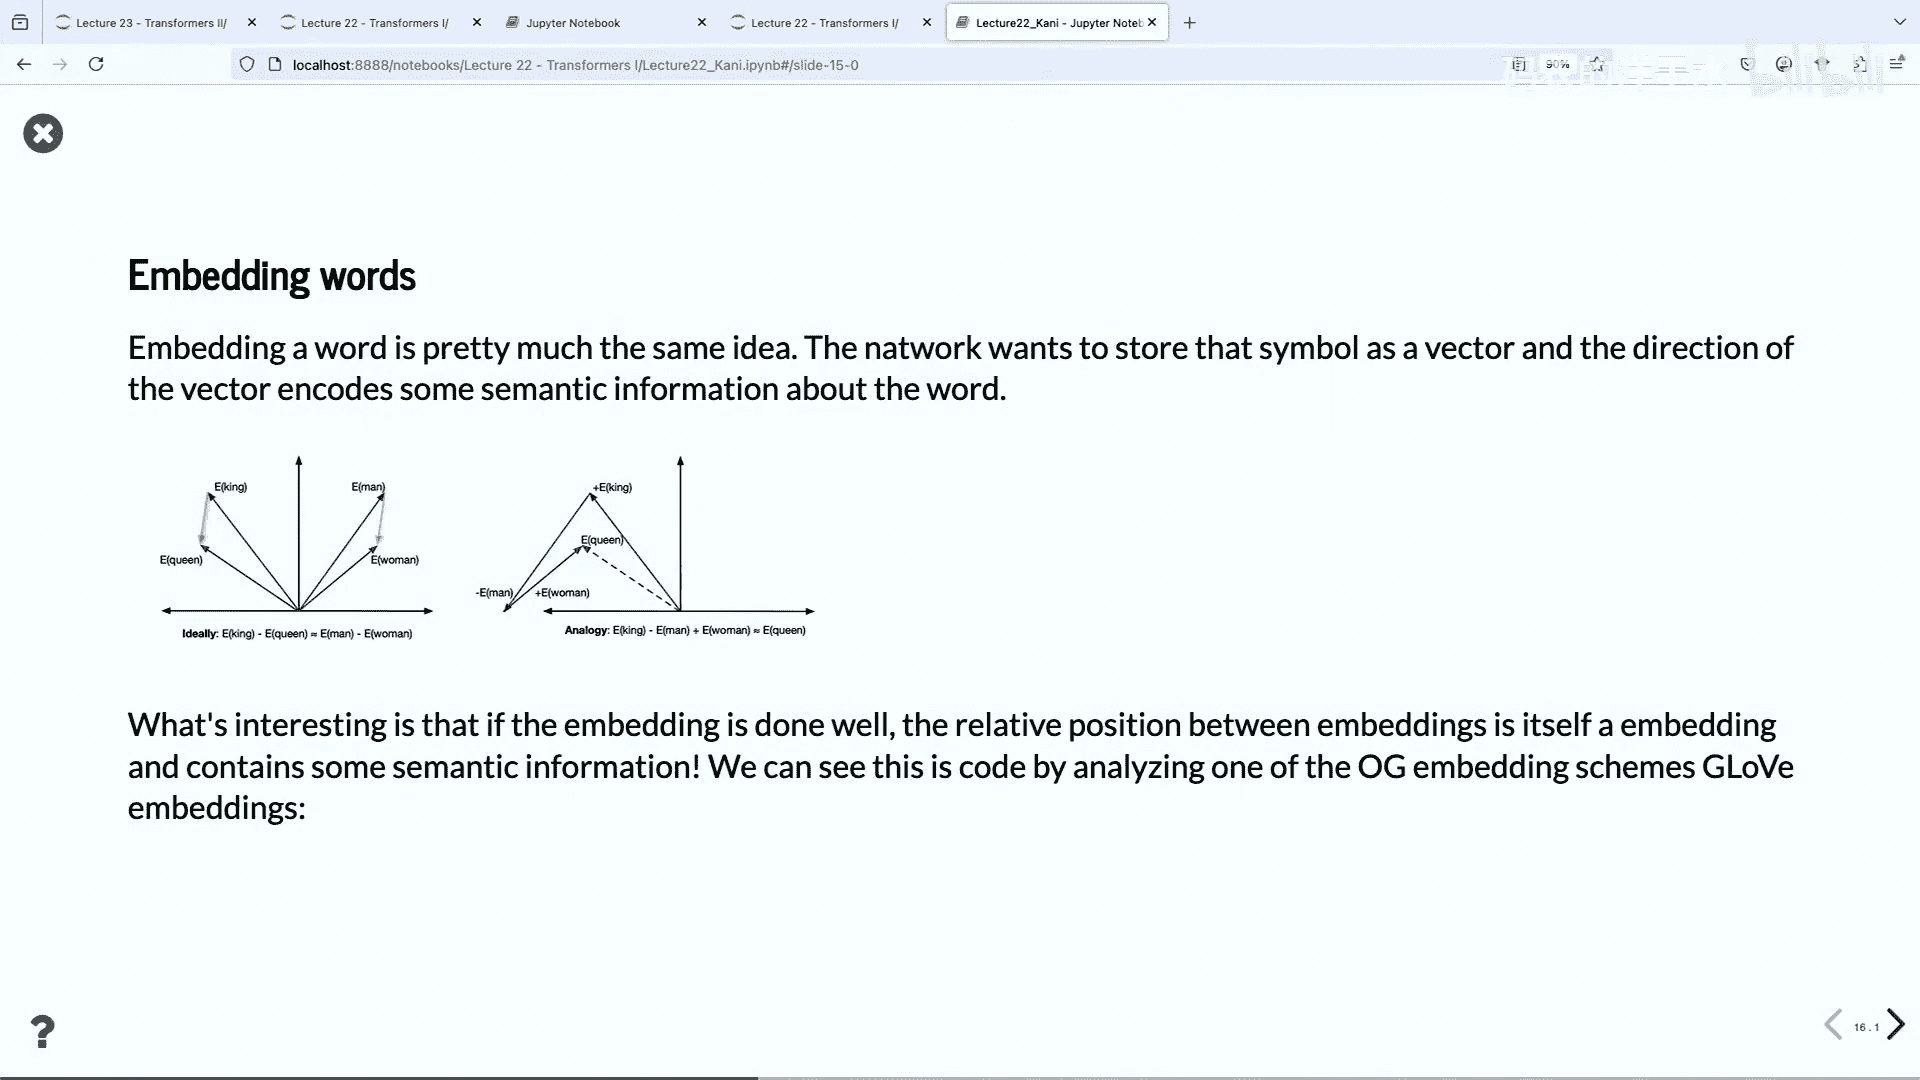 Lecture 23 - Transformers II/
Lecture 22 - Transformers I/
Jupyter Notebook
Lecture 22 - Transformers I/
Lecture22_Kani - Jupyter Noteb
localhost:8888/notebooks/Lecture 22 - Transformers I/Lecture22_Kani.ipynb#/slide-15-0
90%
bilibili
Embedding words
Embedding a word is pretty much the same idea. The natwork wants to store that symbol as a vector and the direction of
the vector encodes some semantic information about the word.
E(king)
E(man)
E(queen)
E(woman)
Ideally: E(king) - E(queen) ≈ E(man) - E(woman)
+E(king)
E(queen)
-E(man)
+E(woman)
Analogy: E(king) - E(man) + E(woman) ≈ E(queen)
What's interesting is that if the embedding is done well, the relative position between embeddings is itself a embedding
and contains some semantic information! We can see this is code by analyzing one of the OG embedding schemes GLoVe
embeddings:
?
16 . 1